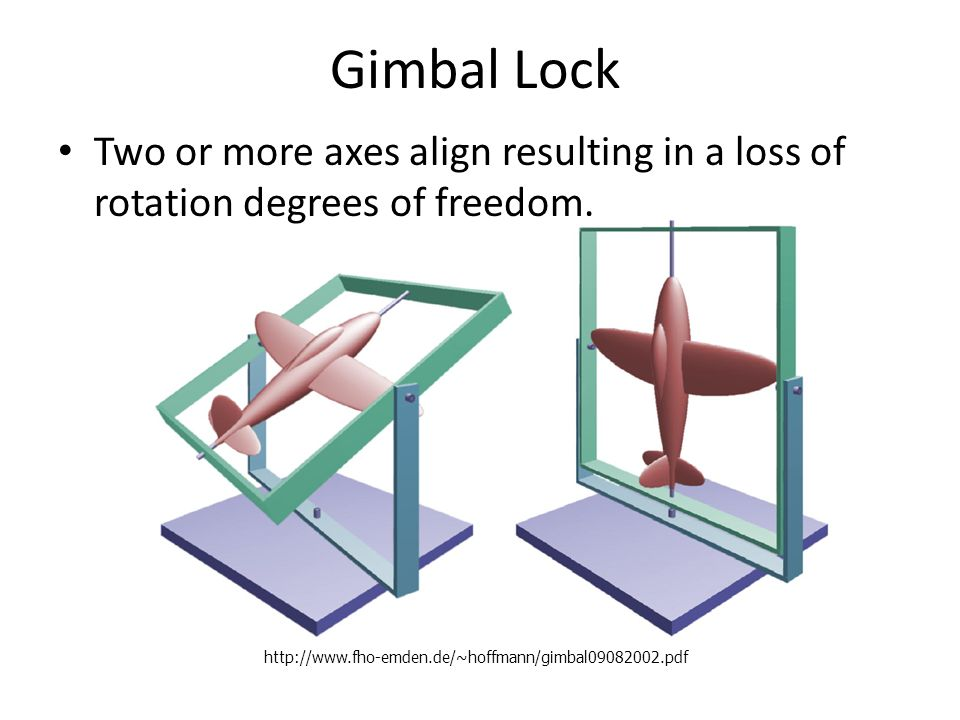 Gimbal Lock
• Two or more axes align resulting in a loss of
rotation degrees of freedom.
http://www.fho-emden.de/~hoffmann/gimbal09082002.pdf